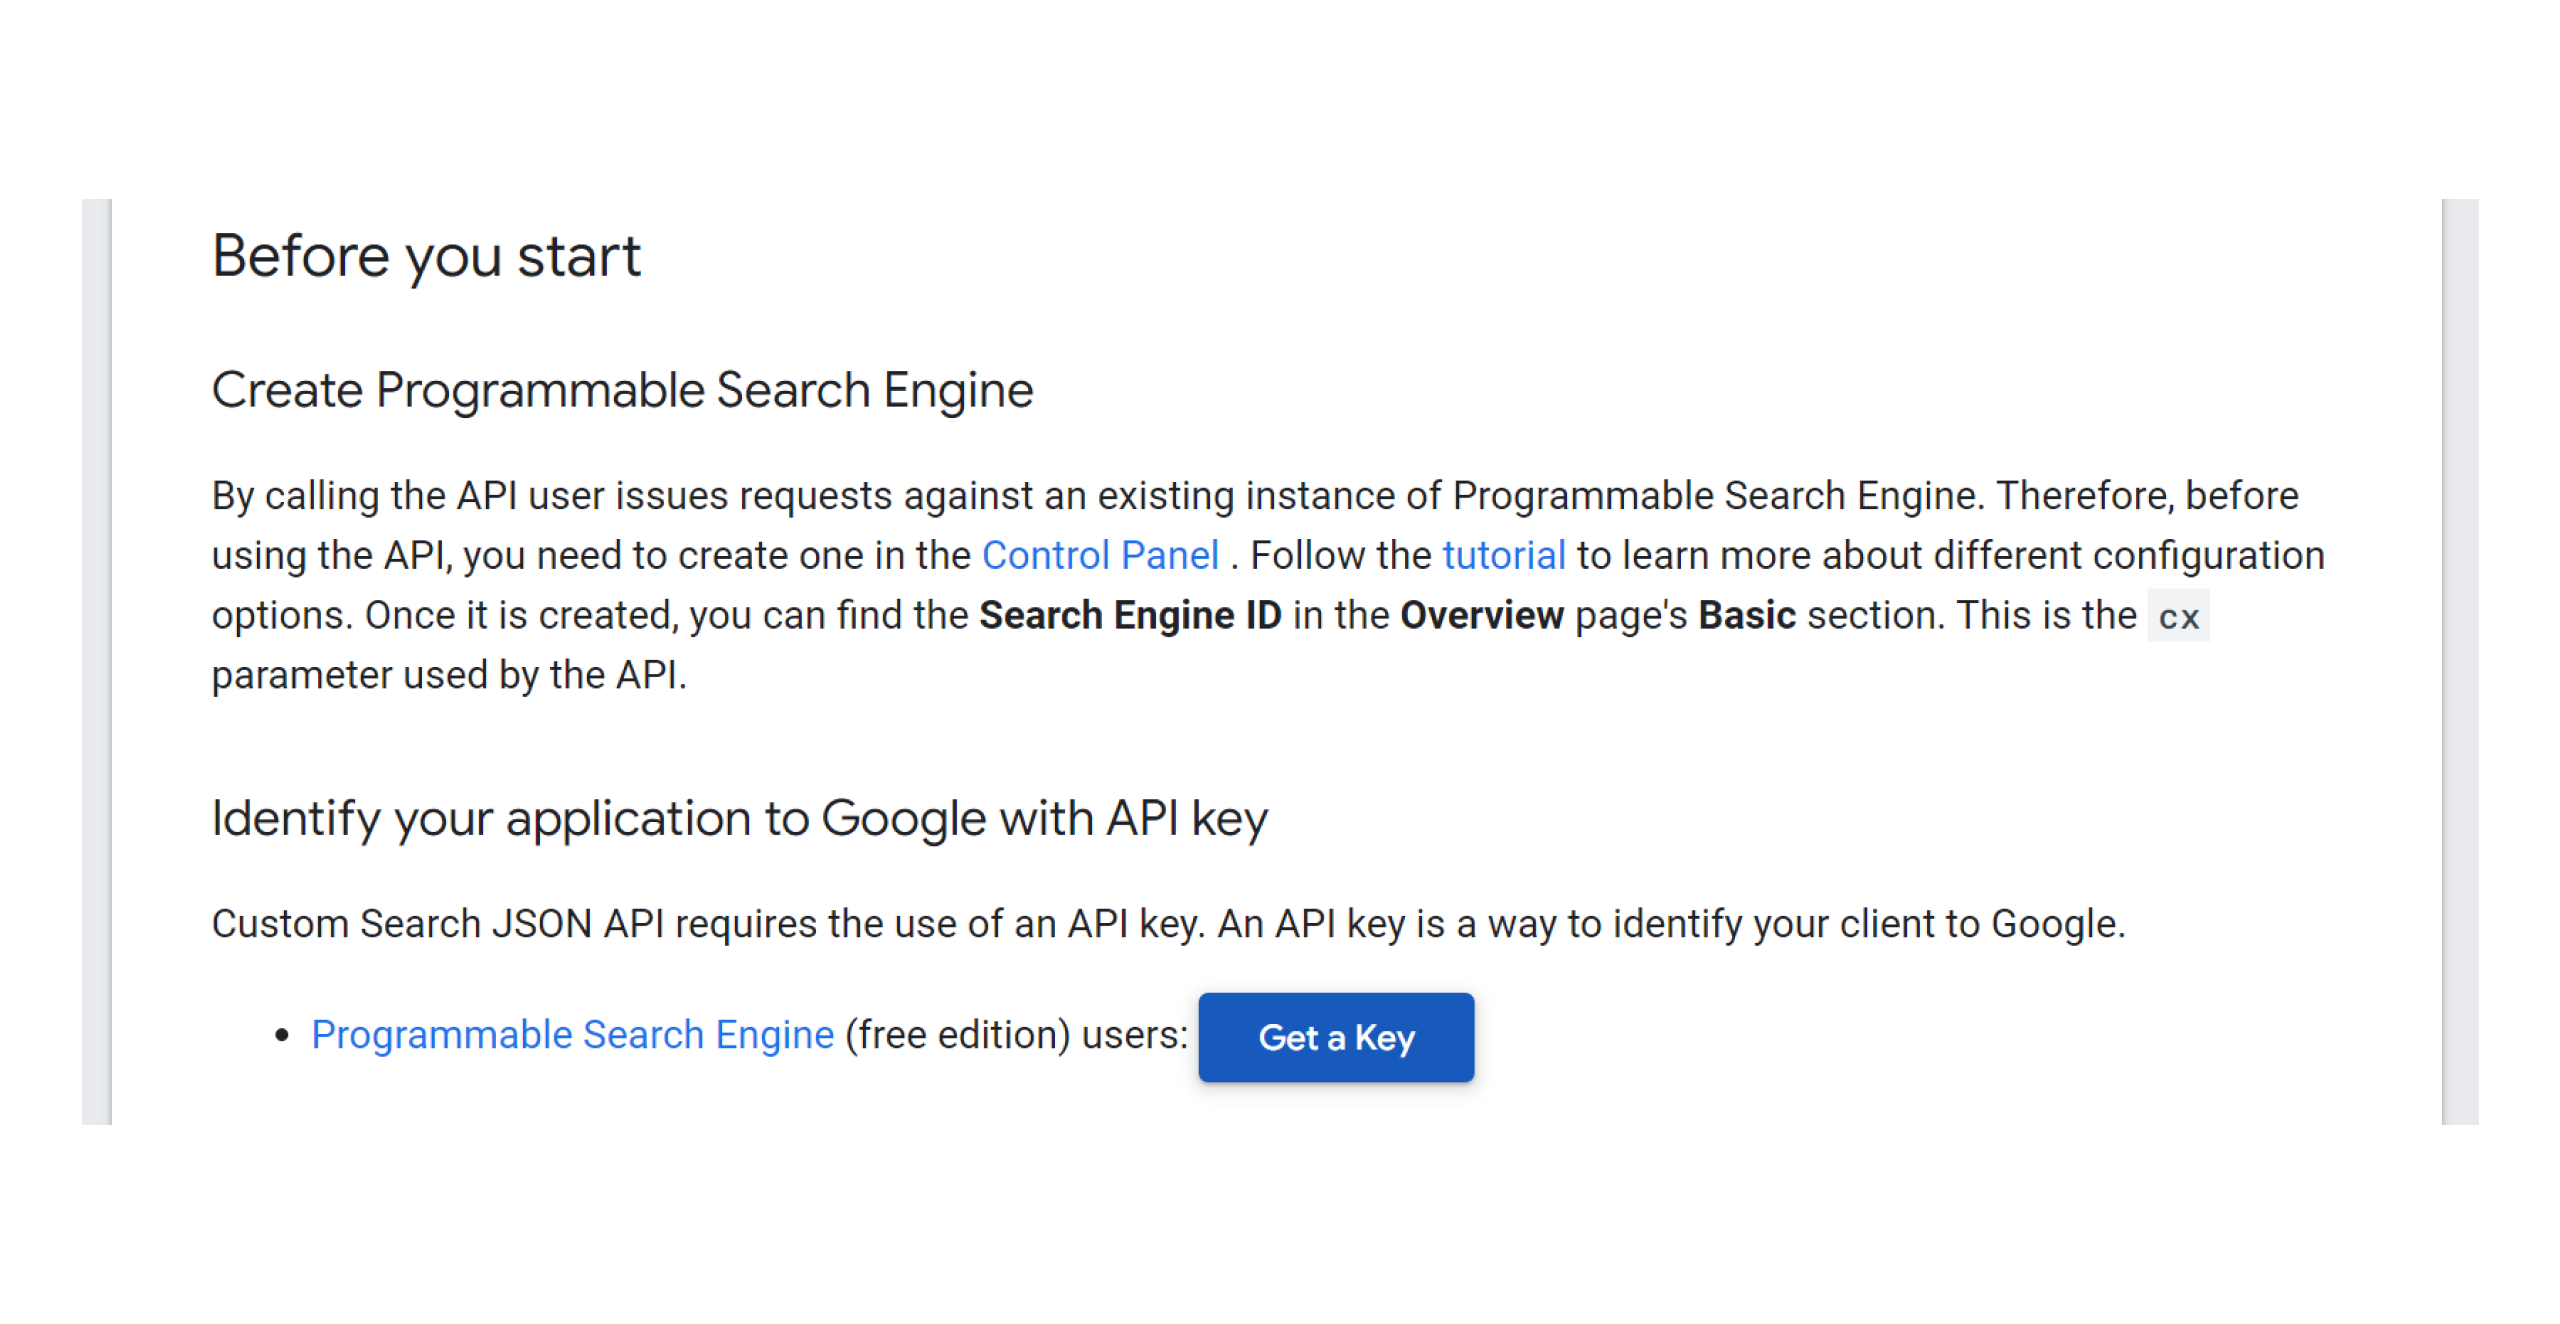 Before you start
Create Programmable Search Engine
By calling the API user issues requests against an existing instance of Programmable Search Engine. Therefore, before
using the API, you need to create one in the Control Panel . Follow the tutorial to learn more about different configuration
options. Once it is created, you can find the Search Engine ID in the Overview page's Basic section. This is the cx
parameter used by the API.
Identify your application to Google with API key
Custom Search JSON API requires the use of an API key. An API key is a way to identify your client to Google.
• Programmable Search Engine (free edition) users: Get a Key